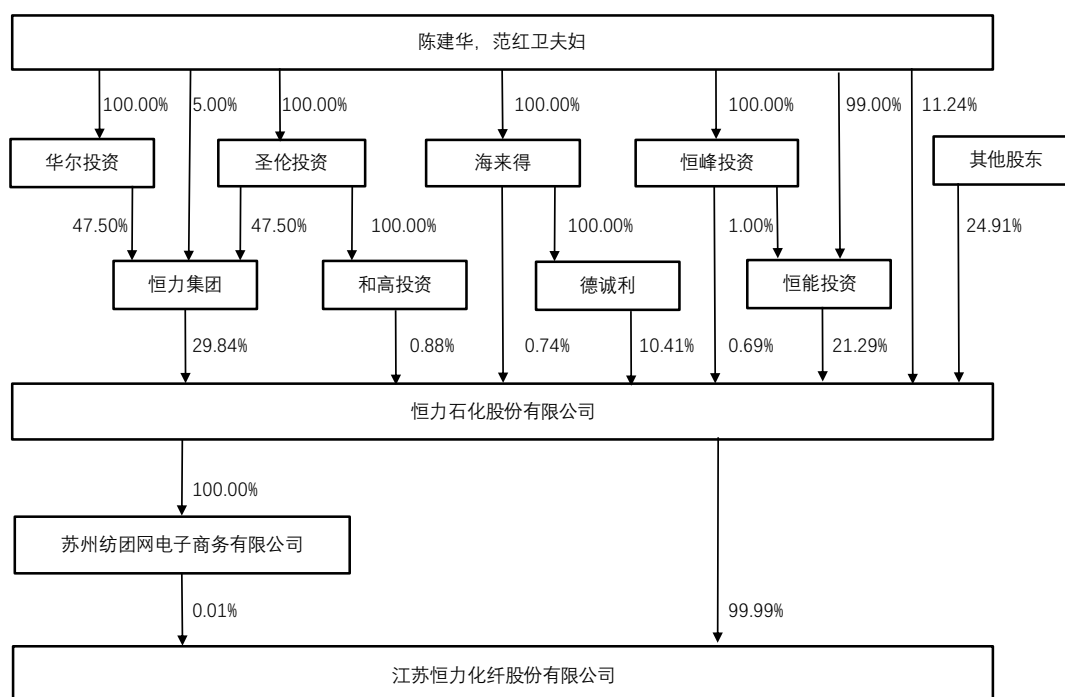 陈建华，范红卫夫妇
100.00%
5.00%
100.00%
100.00%
100.00%
99.00%
11.24%
华尔投资
圣伦投资
海来得
恒峰投资
其他股东
47.50%
47.50%
100.00%
100.00%
1.00%
24.91%
恒力集团
和高投资
德诚利
恒能投资
29.84%
0.88%
0.74%
10.41%
0.69%
21.29%
恒力石化股份有限公司
100.00%
苏州纺团网电子商务有限公司
0.01%
99.99%
江苏恒力化纤股份有限公司